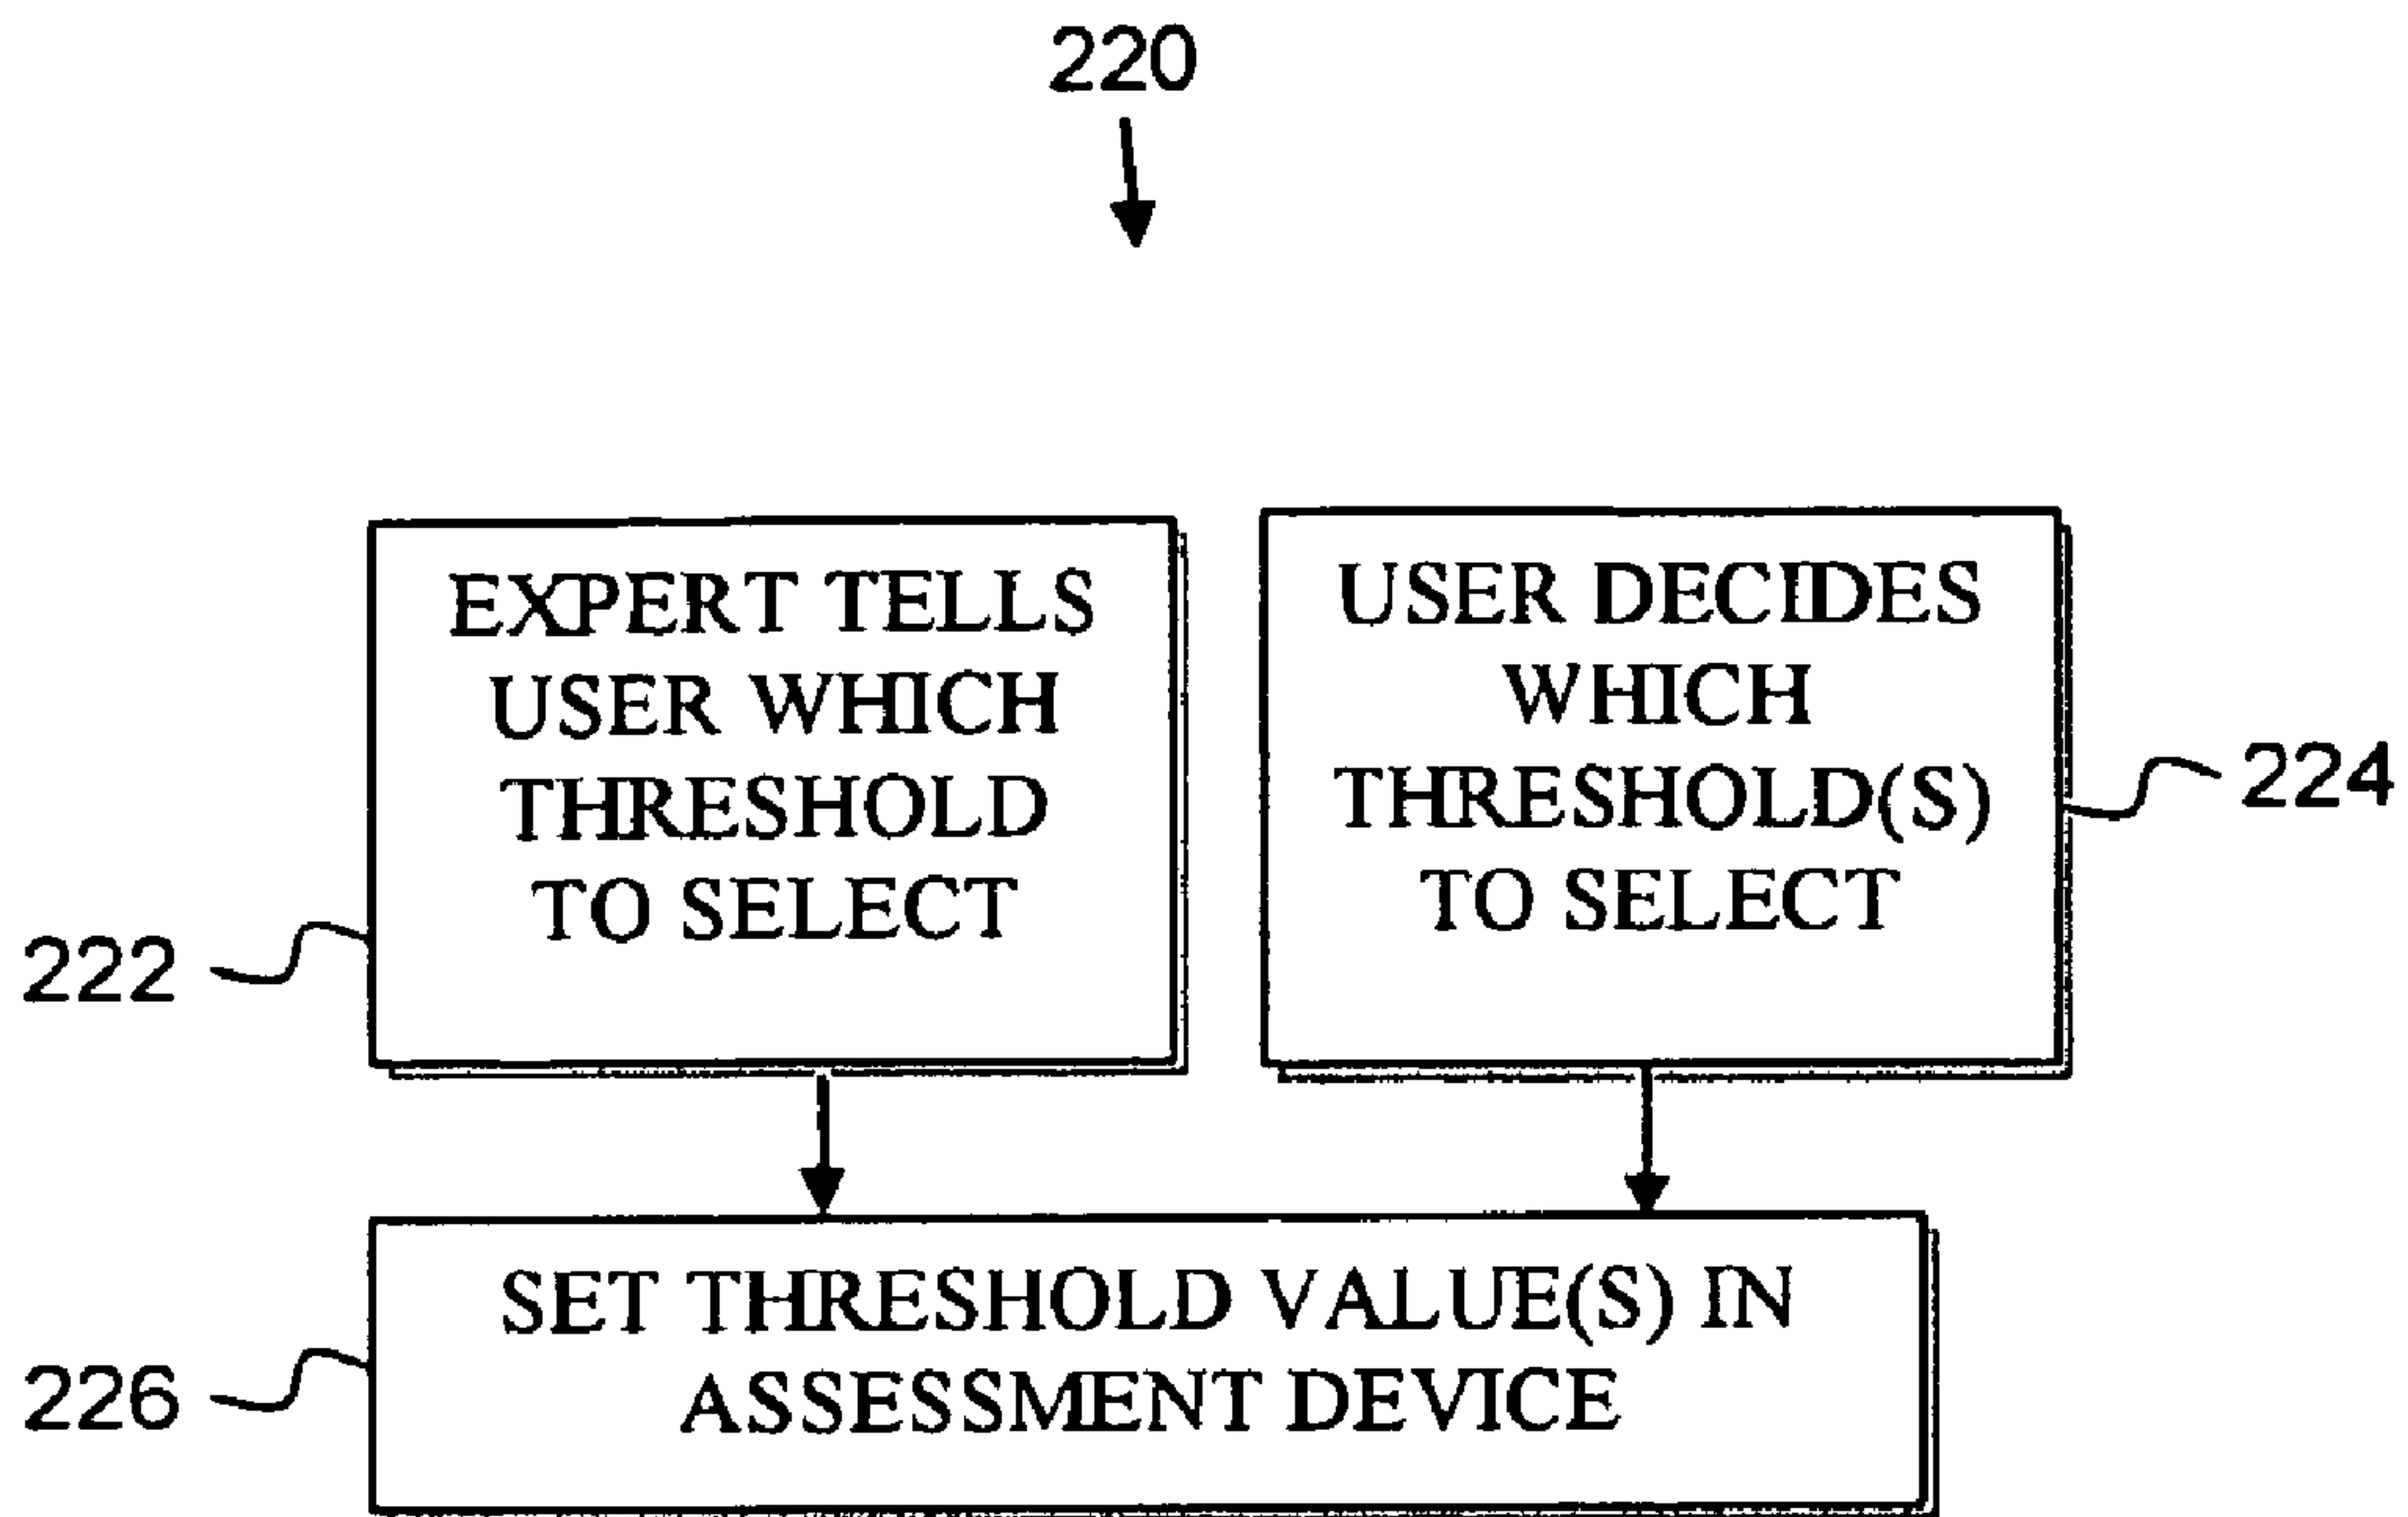 220
EXPERT TELLS
USER WHICH
THRESHOLD
TO SELECT
222
USER DECIDES
WHICH
THRESHOLD(S)
TO SELECT
224
SET THRESHOLD VALUE(S) IN
ASSESSMENT DEVICE
226